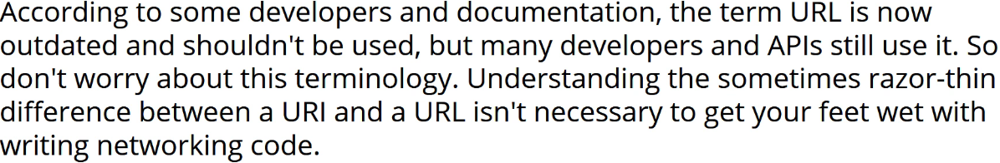 According to some developers and documentation, the term URL is now
outdated and shouldn't be used, but many developers and APIs still use it. So
don't worry about this terminology. Understanding the sometimes razor-thin
difference between a URI and a URL isn't necessary to get your feet wet with
writing networking code.